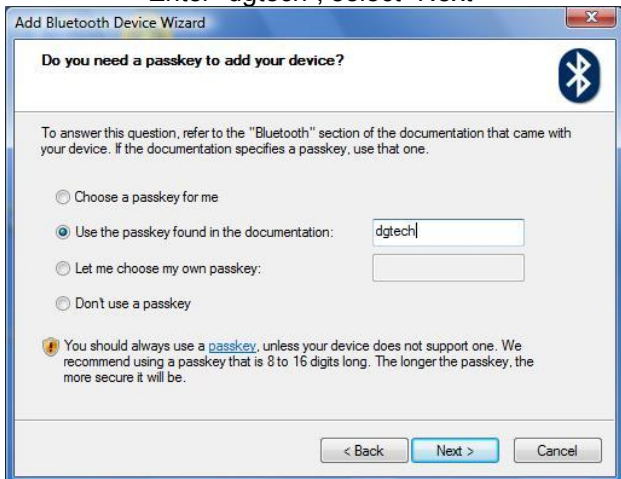 Enter "dgtech", select "Next"
Add Bluetooth Device Wizard
Do you need a passkey to add your device?
To answer this question, refer to the "Bluetooth" section of the documentation that came with
your device. If the documentation specifies a passkey, use that one.
Choose a passkey for me
Use the passkey found in the documentation: dgtech
Let me choose my own passkey:
Don't use a passkey
You should always use a passkey, unless your device does not support one. We
recommend using a passkey that is 8 to 16 digits long. The longer the passkey, the
more secure it will be.
< Back Next > Cancel